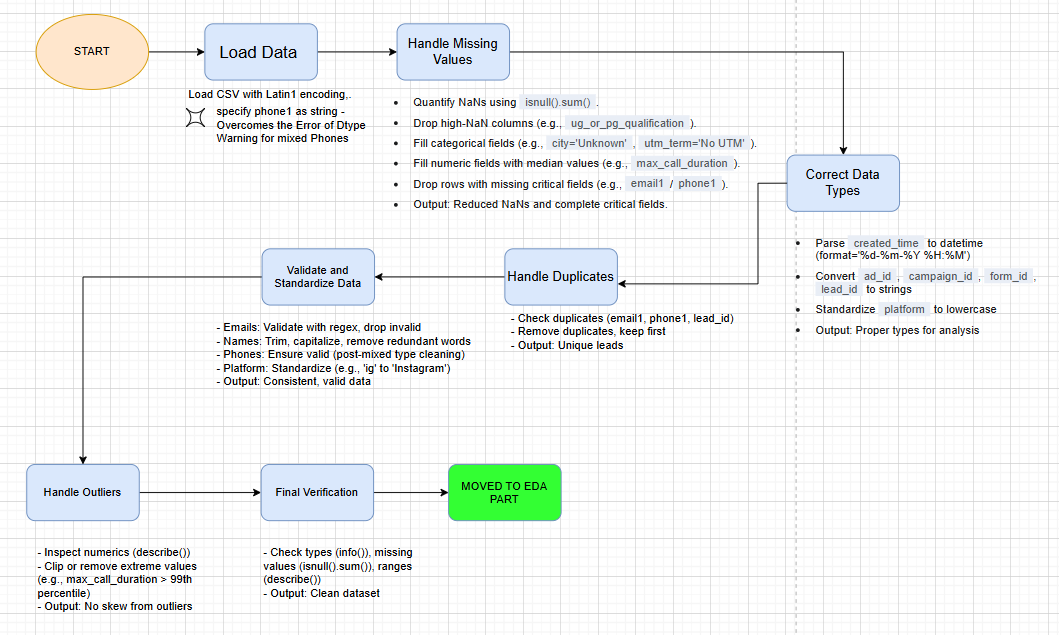 START
Load Data
Handle Missing
Values
Load CSV with Latin1 encoding,.
specify phone1 as string -
Overcomes the Error of Dtype
Warning for mixed Phones
• Quantify NaNs using isnull().sum() .
• Drop high-NaN columns (e.g., ug_or_pg_qualification ).
• Fill categorical fields (e.g., city='Unknown' , utm_term='No UTM' ).
• Fill numeric fields with median values (e.g., max_call_duration ).
• Drop rows with missing critical fields (e.g., email1 / phone1 ).
• Output: Reduced NaNs and complete critical fields.
Correct Data
Types
• Parse created_time to datetime
(format='%d-%m-%Y %H:%M')
• Convert ad_id , campaign_id , form_id ,
lead_id to strings
• Standardize platform to lowercase
• Output: Proper types for analysis
Handle Duplicates
- Check duplicates (email1, phone1, lead_id)
- Remove duplicates, keep first
- Output: Unique leads
Validate and
Standardize Data
- Emails: Validate with regex, drop invalid
- Names: Trim, capitalize, remove redundant words
- Phones: Ensure valid (post-mixed type cleaning)
- Platform: Standardize (e.g., 'ig' to 'Instagram')
- Output: Consistent, valid data
Handle Outliers
- Inspect numerics (describe())
- Clip or remove extreme values
(e.g., max_call_duration > 99th
percentile)
- Output: No skew from outliers
Final Verification
- Check types (info()), missing
values (isnull.sum()), ranges
(describe())
- Output: Clean dataset
MOVED TO EDA
PART